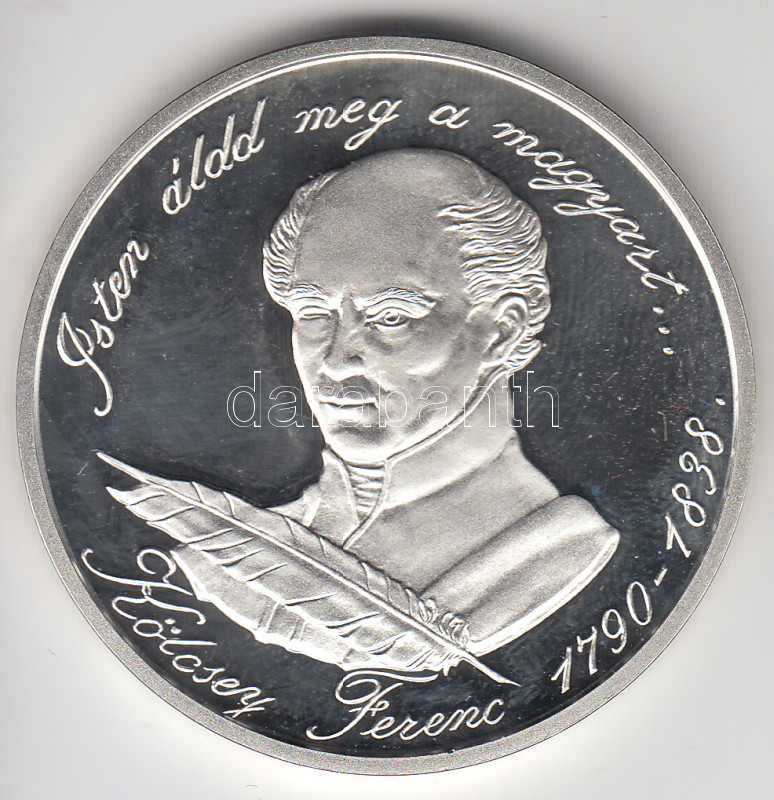 Isten áldd meg a magyart...
Kölcsey Ferenc 1790-1838.
darabanth